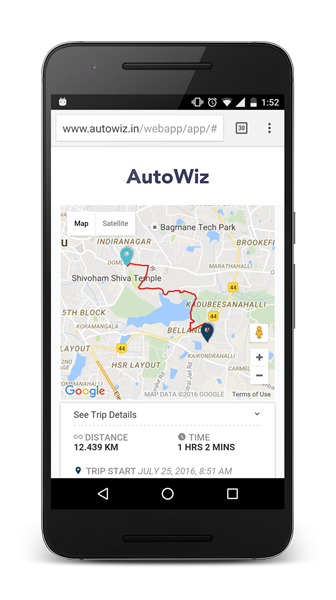 1:52
www.autowiz.in/webapp/app/#
30
AutoWiz
Map
Satellite
Bagmane Tech Park
u
INDIRANAGAR
BROOKEFI
DOML
MARATHAHALLI
Shivoham Shiva Temple
KADUBEESANAHALLI
5TH BLOCK
44
KORAMANGALA
BELLAND
KAIKONDRAHALLI
44
HSR LAYOUT
LAYOUT
Google
MAP DATA ©2016 GOOGLE
Terms of Use
+
−
See Trip Details
DISTANCE
TIME
12.439 KM
1 HRS 2 MINS
TRIP START JULY 25, 2016, 8:51 AM